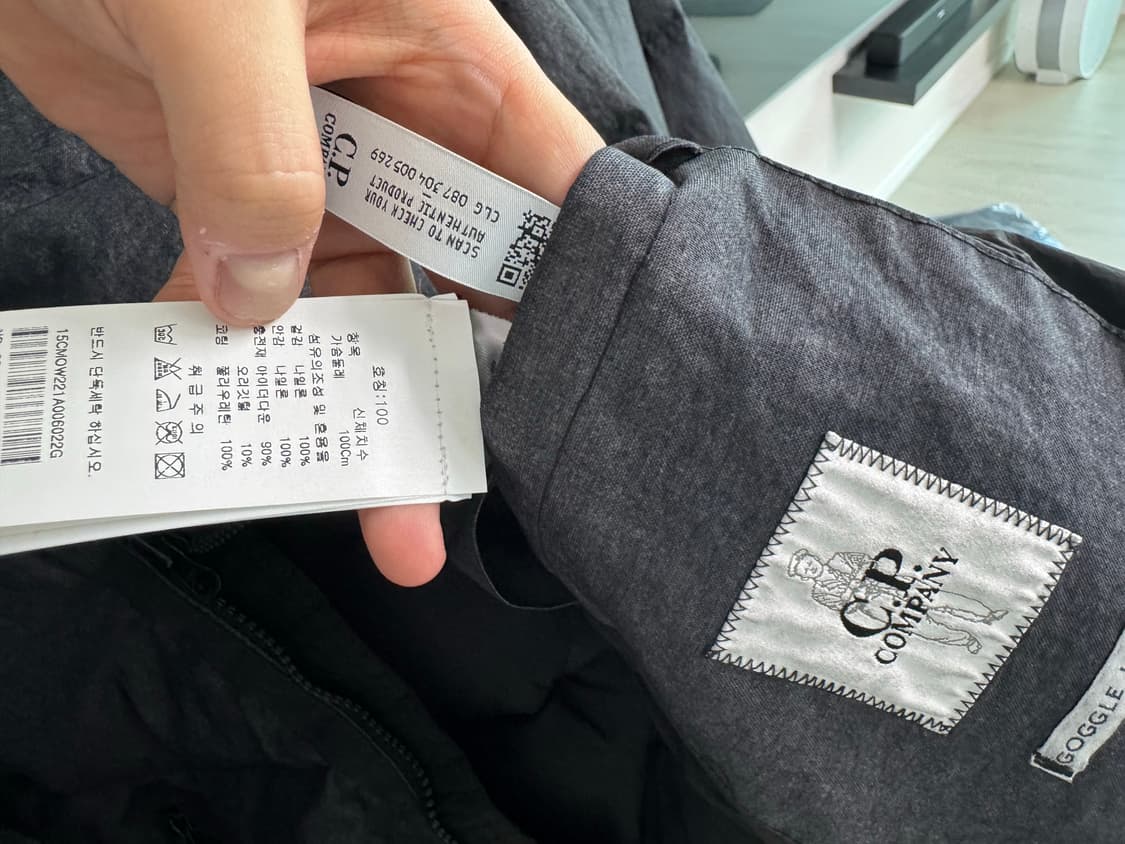 C.P.
COMPANY
SCAN TO CHECK YOUR
AUTHENTIC PRODUCT
CLG 087 304 005 269
호칭:100
항목 신체치수
가슴둘레 100Cm
섬유의조성 및 혼용율
겉감 나일론 100%
안감 나일론 100%
충전재 아이더다운 90%
오리깃털 10%
코팅 폴리우레탄 100%
취급주의
반드시 단독세탁 하십시오.
15CMOW221A006022G
C.P.
COMPANY
GOGGLE